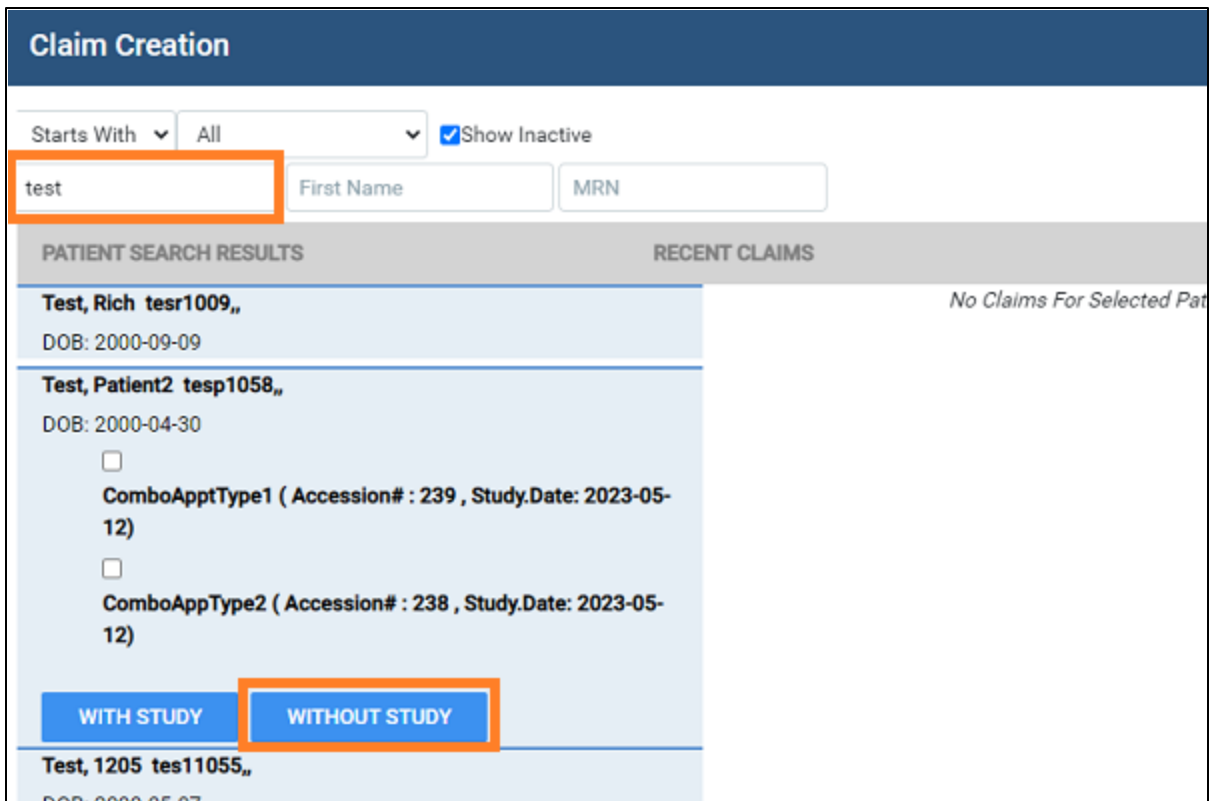 Claim Creation
Starts With All Show Inactive
test First Name MRN
PATIENT SEARCH RESULTS RECENT CLAIMS
Test, Rich tesr1009,, No Claims For Selected Pat
DOB: 2000-09-09
Test, Patient2 tesp1058,,
DOB: 2000-04-30
ComboApptType1 ( Accession# : 239 , Study.Date: 2023-05-
12)
ComboAppType2 ( Accession# : 238 , Study.Date: 2023-05-
12)
WITH STUDY WITHOUT STUDY
Test, 1205 tes11055,,